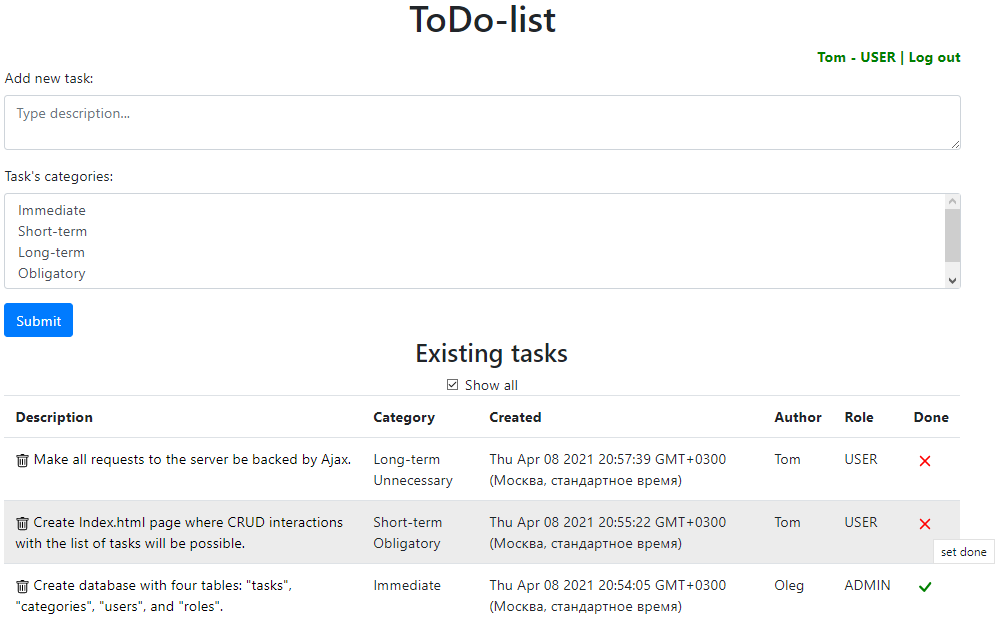 ToDo-list
Tom - USER | Log out
Add new task:
Type description...
Task's categories:
Immediate
Short-term
Long-term
Obligatory
Submit
Existing tasks
Show all
Description Category Created Author Role Done
Make all requests to the server be backed by Ajax. Long-term Thu Apr 08 2021 20:57:39 GMT+0300 Tom USER
Unnecessary (Москва, стандартное время)
Create Index.html page where CRUD interactions Short-term Thu Apr 08 2021 20:55:22 GMT+0300 Tom USER
with the list of tasks will be possible. Obligatory (Москва, стандартное время)
set done
Create database with four tables: "tasks", Immediate Thu Apr 08 2021 20:54:05 GMT+0300 Oleg ADMIN
"categories", "users", and "roles". (Москва, стандартное время)